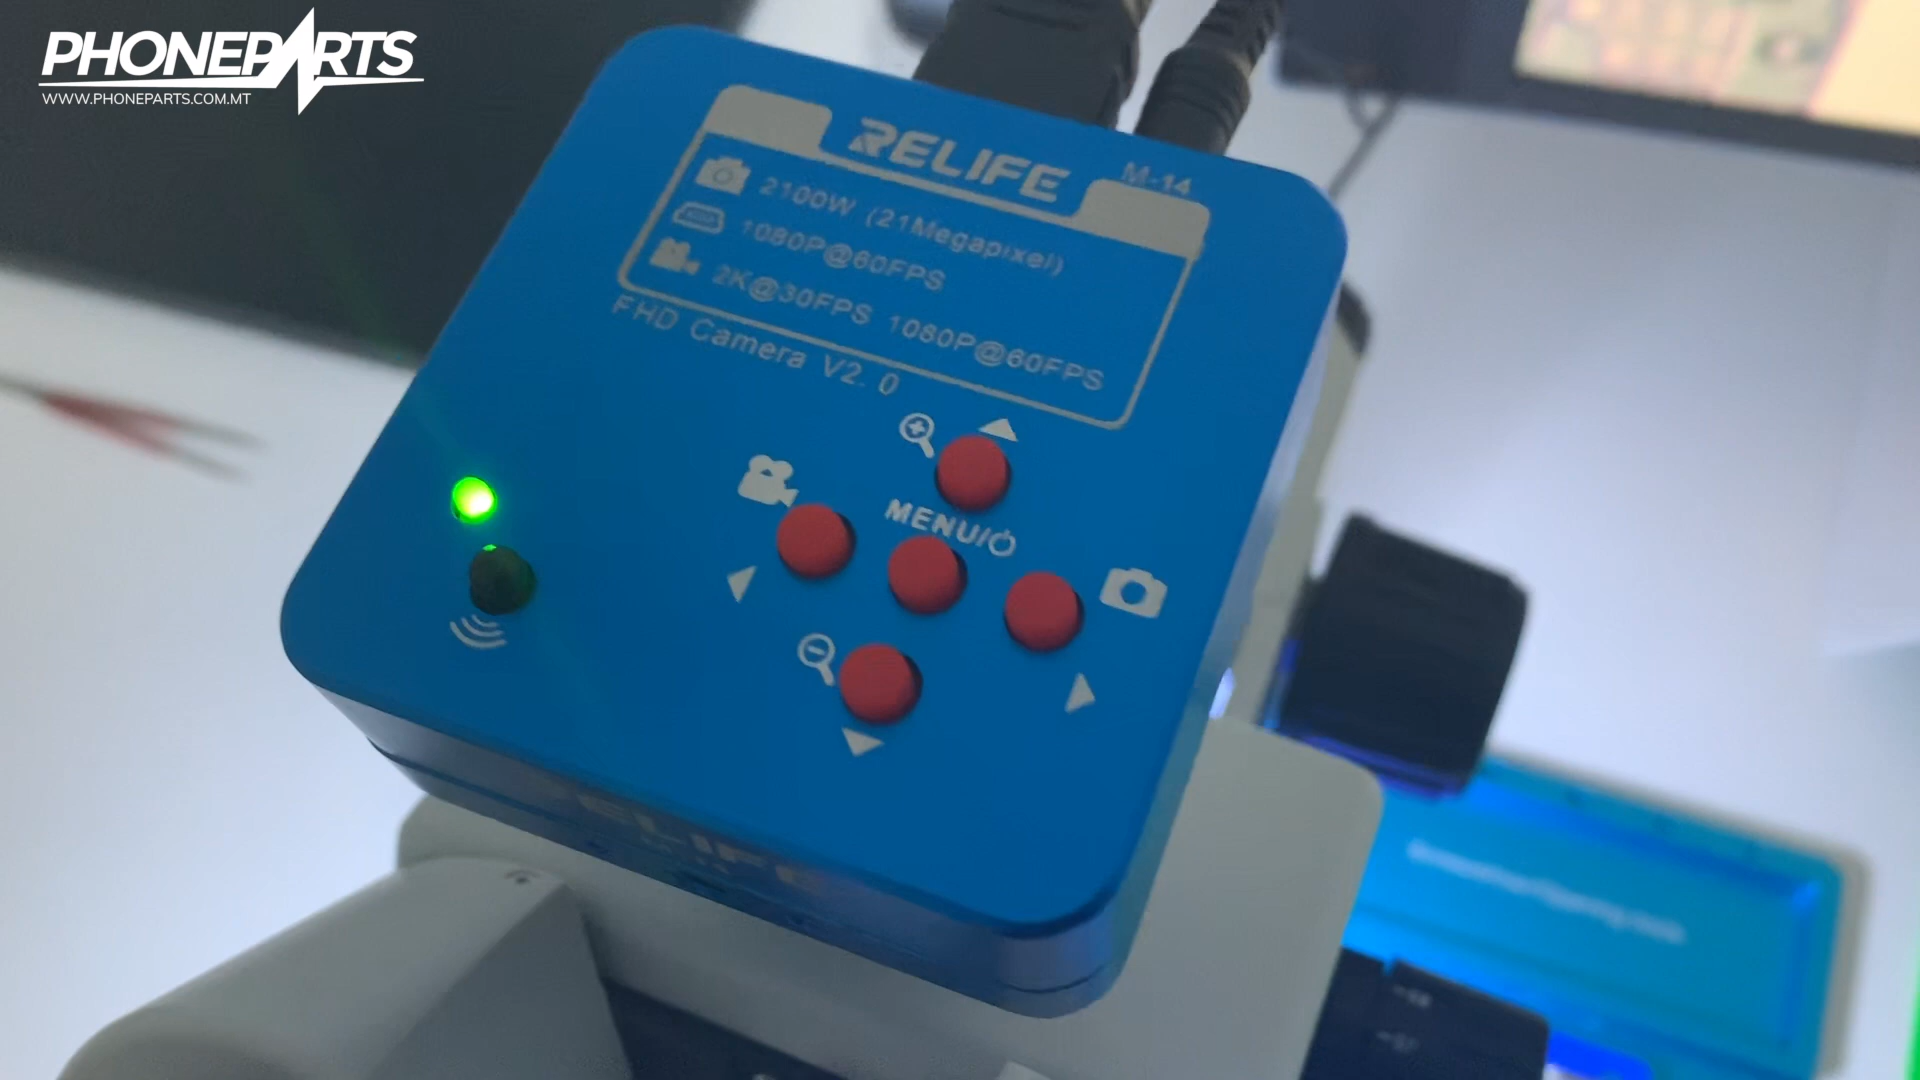 PHONEPARTS
WWW.PHONEPARTS.COM.MT
RELIFE
M-14
2100W (21Megapixel)
1080P@60FPS
2K@30FPS 1080P@60FPS
FHD Camera V2.0
MENU/
RELIFE